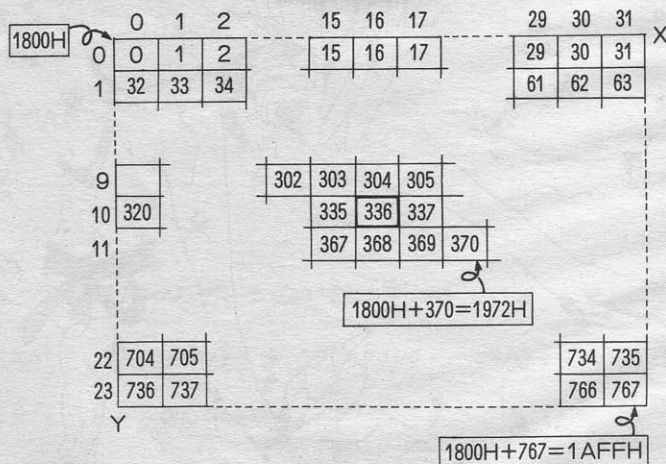 0 1 2 15 16 17 29 30 31 X
1800H
0 0 1 2 15 16 17 29 30 31
1 32 33 34 61 62 63
9 302 303 304 305
10 320 335 336 337
11 367 368 369 370
1800H+370=1972H
22 704 705 734 735
23 736 737 766 767
Y
1800H+767=1AFFH